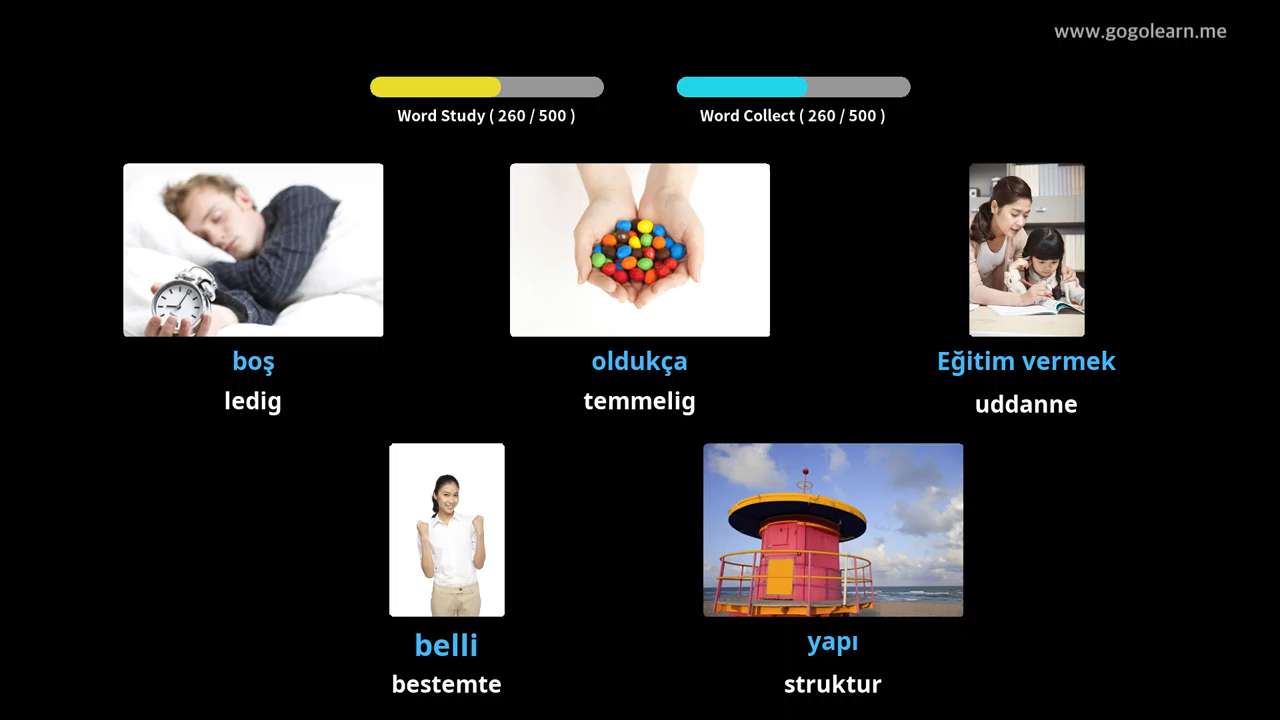 www.gogolearn.me
Word Study ( 260 / 500 )
Word Collect ( 260 / 500 )
boş
oldukça
Eğitim vermek
ledig
temmelig
uddanne
belli
yapı
bestemte
struktur